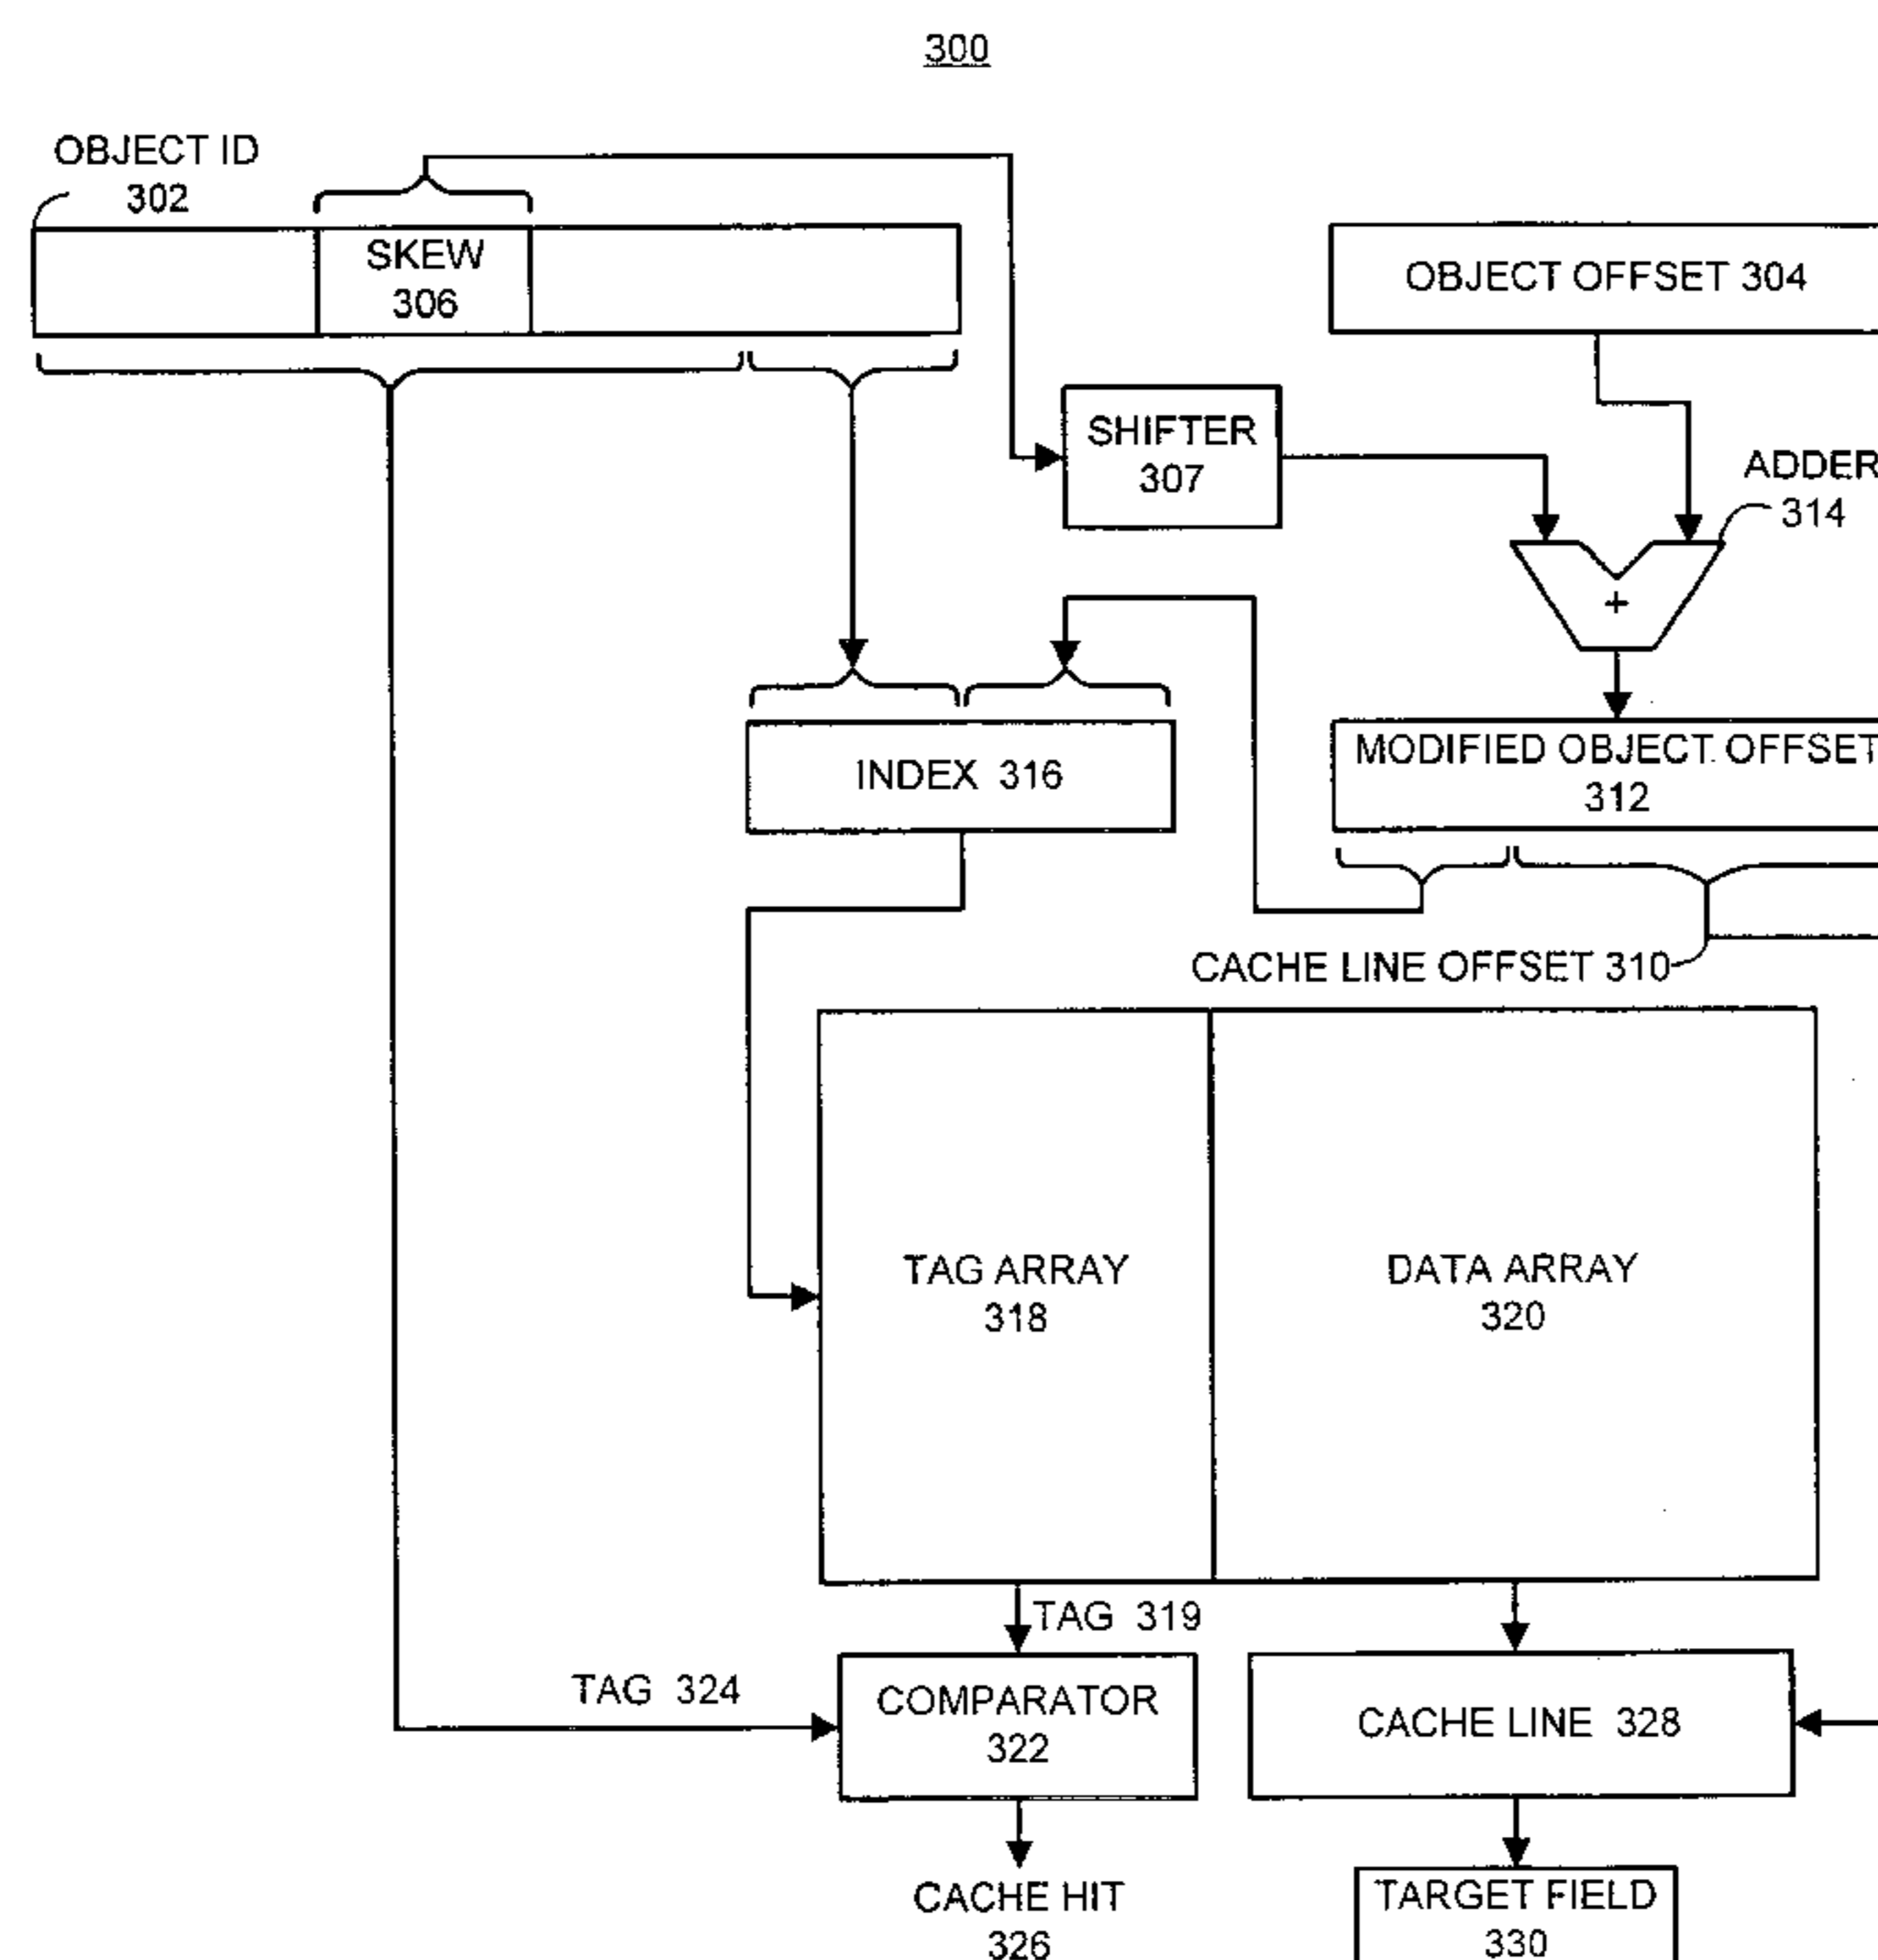 300
OBJECT ID
302
SKEW
306
OBJECT OFFSET 304
SHIFTER
307
ADDER
314
+
INDEX 316
MODIFIED OBJECT OFFSET
312
CACHE LINE OFFSET 310
TAG ARRAY
318
DATA ARRAY
320
TAG 319
TAG 324
COMPARATOR
322
CACHE LINE 328
CACHE HIT
326
TARGET FIELD
330